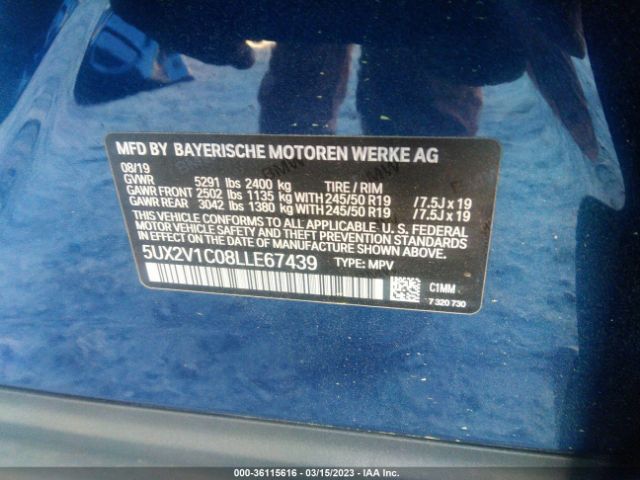 MFD BY BAYERISCHE MOTOREN WERKE AG
08/19
GVWR 5291 lbs 2400 kg TIRE / RIM
GAWR FRONT 2502 lbs 1135 kg WITH 245/50 R19 /7.5J x 19
GAWR REAR 3042 lbs 1380 kg WITH 245/50 R19 /7.5J x 19
THIS VEHICLE CONFORMS TO ALL APPLICABLE U. S. FEDERAL
MOTOR VEHICLE SAFETY, BUMPER, AND THEFT PREVENTION
STANDARDS IN EFFECT ON THE DATE OF MANUFACTURE SHOWN
ABOVE.
5UX2V1C08LLE67439 TYPE: MPV
C1MM
7 320 730
000-36115616 - 03/15/2023 - IAA Inc.